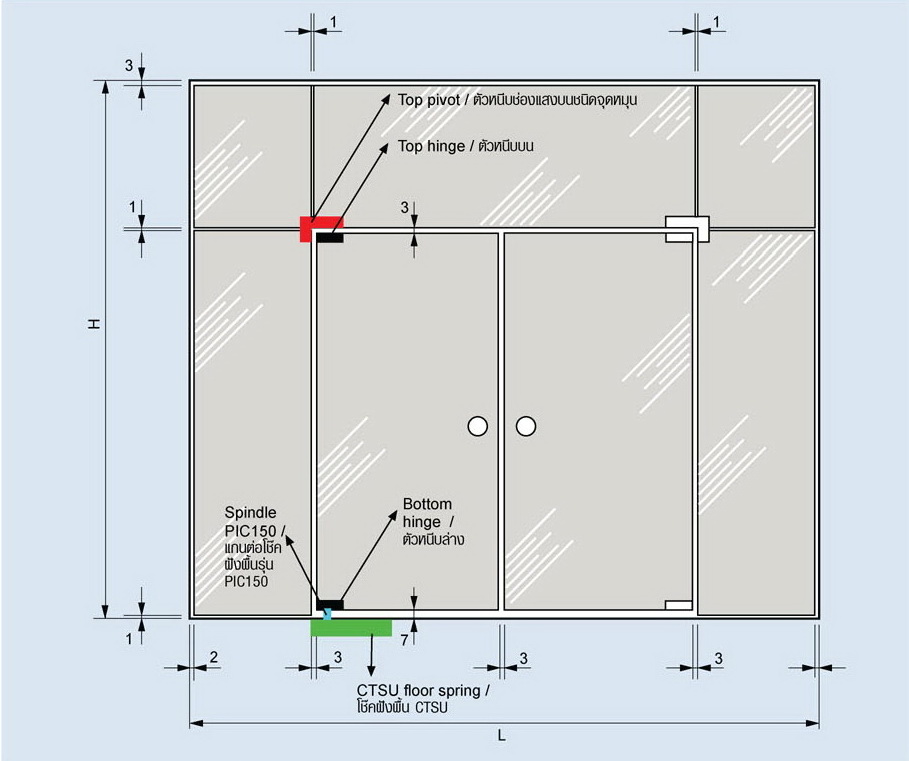 1
1
3
Top pivot / ตัวหนีบช่องแสงบนชนิดจุดหมุน
Top hinge / ตัวหนีบบน
1
3
H
Spindle
PIC150 /
แกนต่อโช๊ค
ฝังพื้นรุ่น
PIC150
Bottom
hinge /
ตัวหนีบล่าง
1
7
2
3
3
3
CTSU floor spring /
โช๊คฝังพื้น CTSU
L